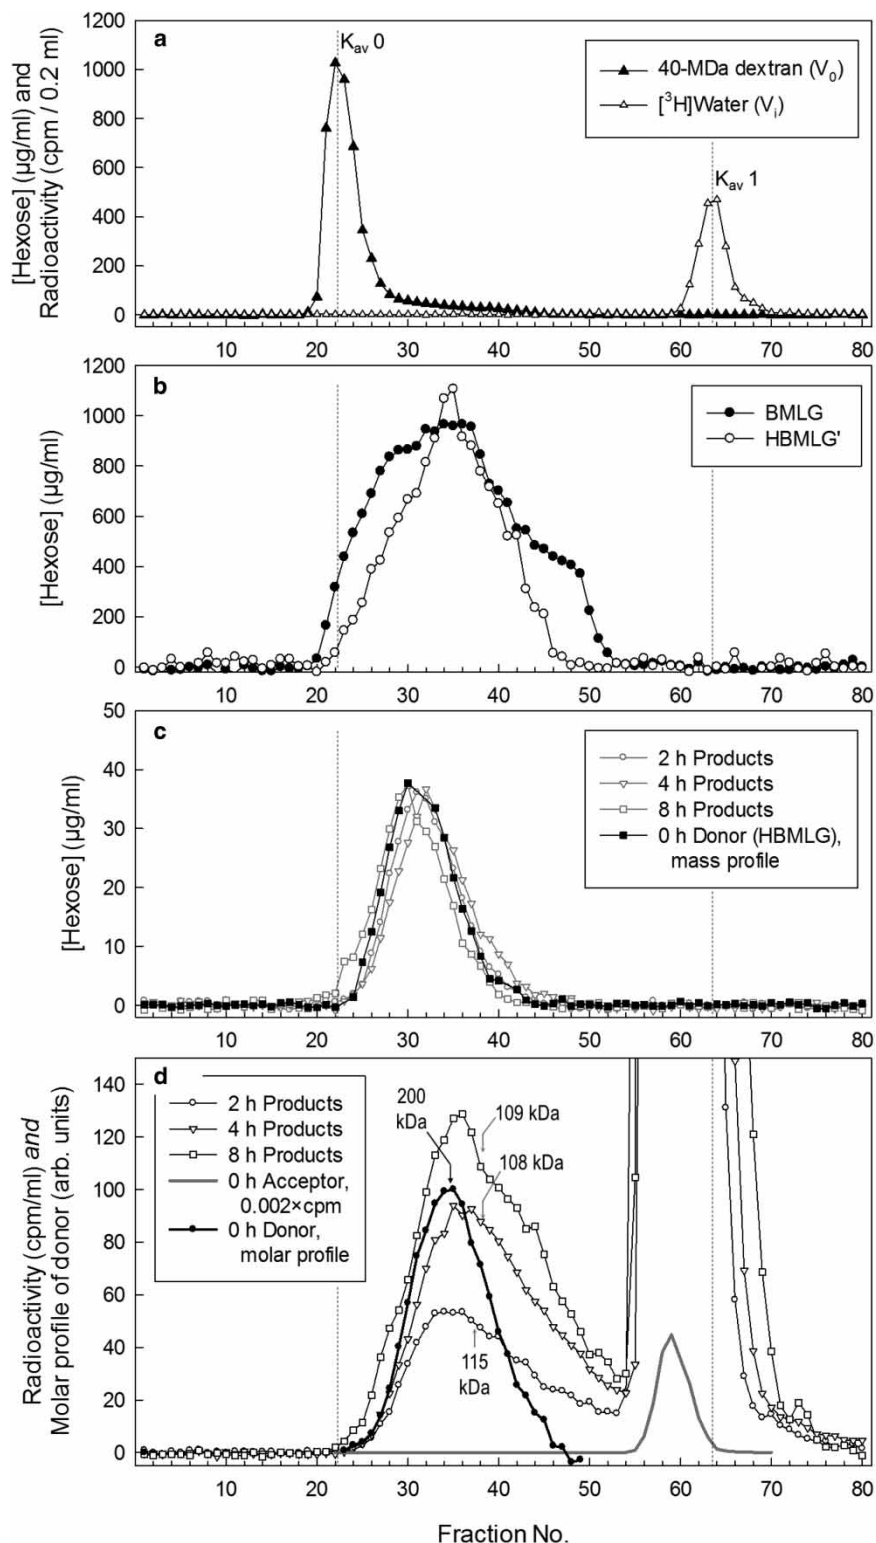 a
K_av 0
K_av 1
40-MDa dextran (V_0)
[³H]Water (V_i)
[Hexose] (µg/ml) and
Radioactivity (cpm / 0.2 ml)
1200
1000
800
600
400
200
0
10 20 30 40 50 60 70 80
b
BMLG
HBMLG'
[Hexose] (µg/ml)
1200
1000
800
600
400
200
0
10 20 30 40 50 60 70 80
c
2 h Products
4 h Products
8 h Products
0 h Donor (HBMLG),
mass profile
[Hexose] (µg/ml)
50
40
30
20
10
0
10 20 30 40 50 60 70 80
d
2 h Products
4 h Products
8 h Products
0 h Acceptor,
0.002×cpm
0 h Donor,
molar profile
200
kDa
109 kDa
108 kDa
115
kDa
Radioactivity (cpm/ml) and
Molar profile of donor (arb. units)
140
120
100
80
60
40
20
0
0 10 20 30 40 50 60 70 80
Fraction No.